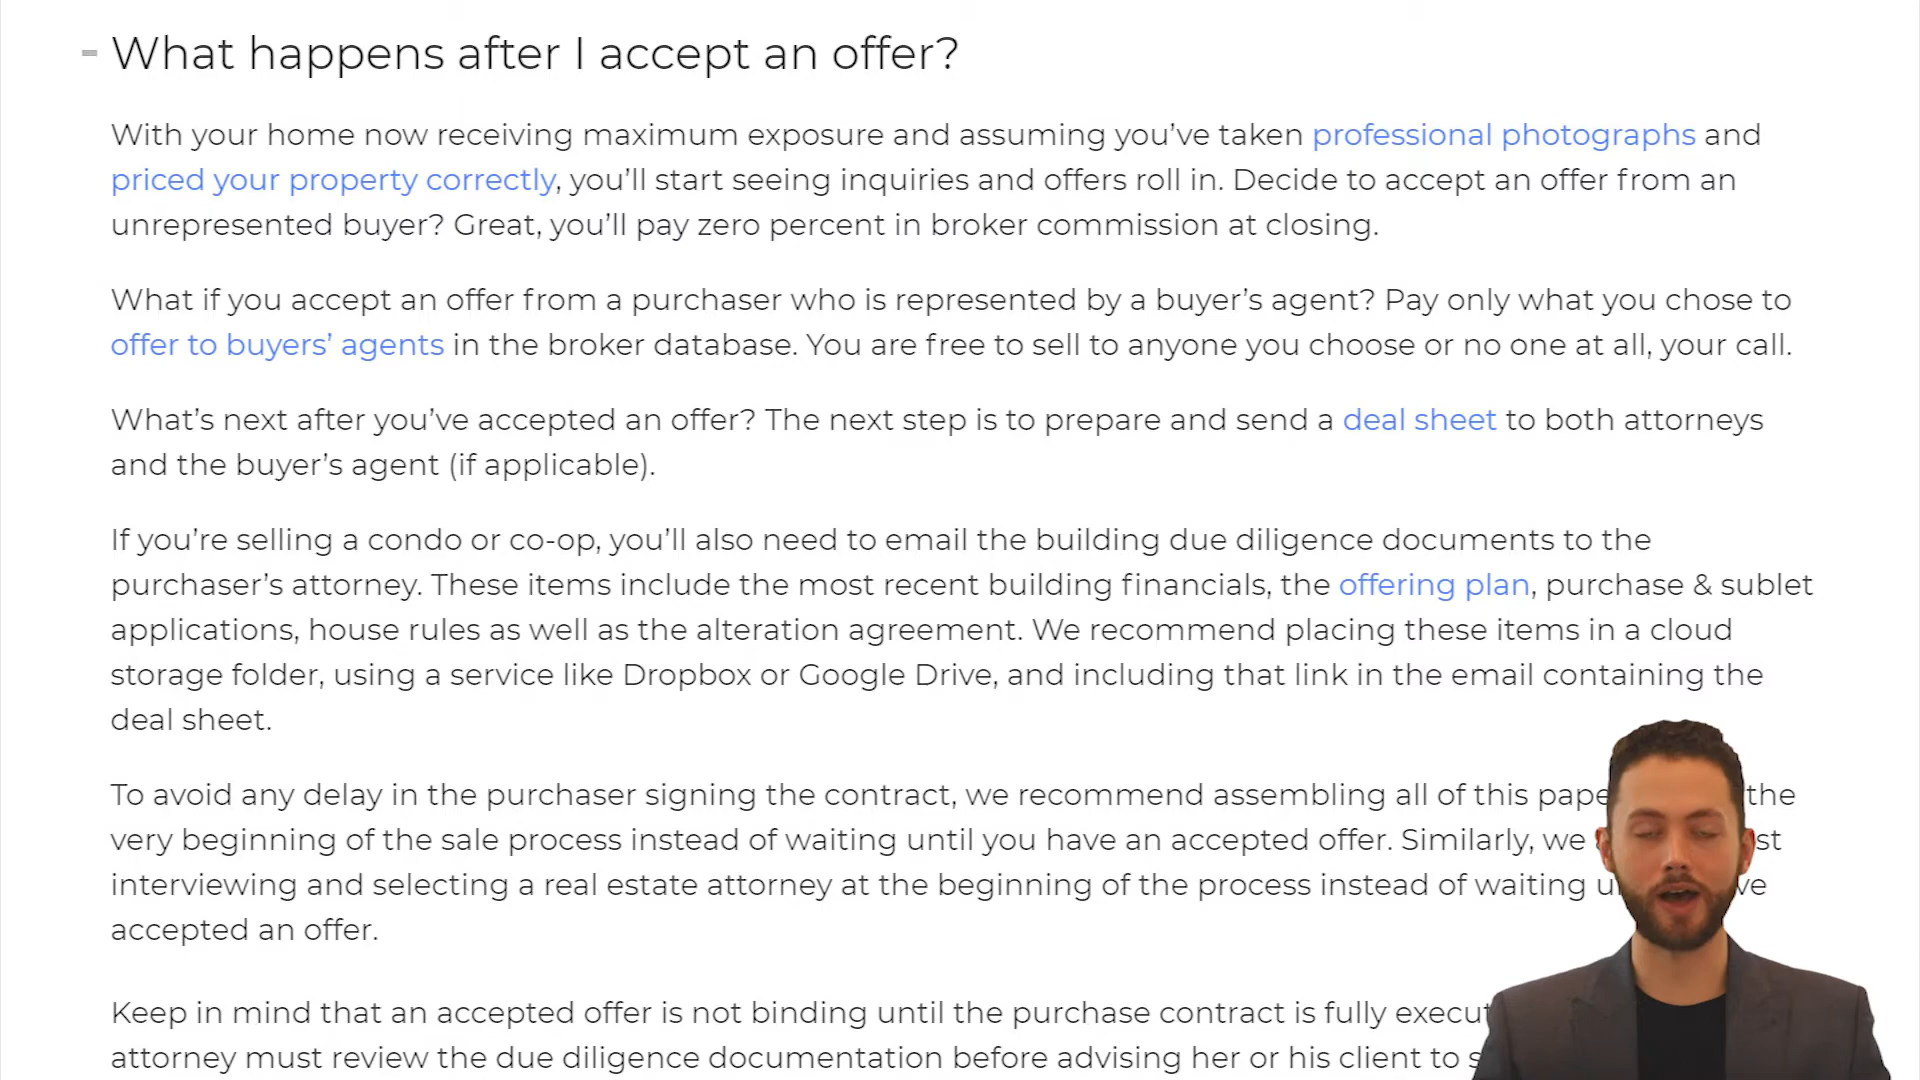 - What happens after I accept an offer?
With your home now receiving maximum exposure and assuming you’ve taken professional photographs and
priced your property correctly, you’ll start seeing inquiries and offers roll in. Decide to accept an offer from an
unrepresented buyer? Great, you’ll pay zero percent in broker commission at closing.
What if you accept an offer from a purchaser who is represented by a buyer’s agent? Pay only what you chose to
offer to buyers’ agents in the broker database. You are free to sell to anyone you choose or no one at all, your call.
What’s next after you’ve accepted an offer? The next step is to prepare and send a deal sheet to both attorneys
and the buyer’s agent (if applicable).
If you’re selling a condo or co-op, you’ll also need to email the building due diligence documents to the
purchaser’s attorney. These items include the most recent building financials, the offering plan, purchase & sublet
applications, house rules as well as the alteration agreement. We recommend placing these items in a cloud
storage folder, using a service like Dropbox or Google Drive, and including that link in the email containing the
deal sheet.
To avoid any delay in the purchaser signing the contract, we recommend assembling all of this the
very beginning of the sale process instead of waiting until you have an accepted offer. Similarly, we
interviewing and selecting a real estate attorney at the beginning of the process instead of waiting
accepted an offer.
Keep in mind that an accepted offer is not binding until the purchase contract is fully
attorney must review the due diligence documentation before advising her or his client to